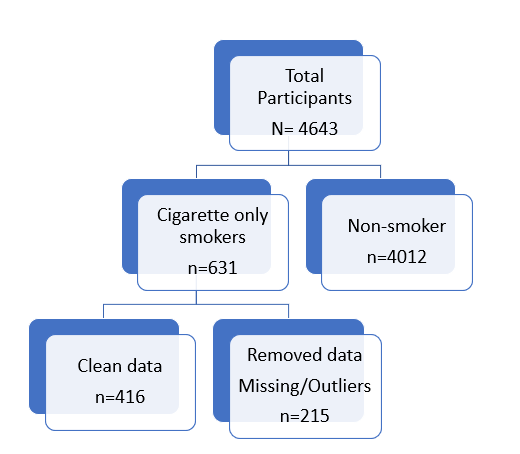 Total
Participants
N= 4643
Cigarette only
smokers
n=631
Non-smoker
n=4012
Clean data
n=416
Removed data
Missing/Outliers
n=215